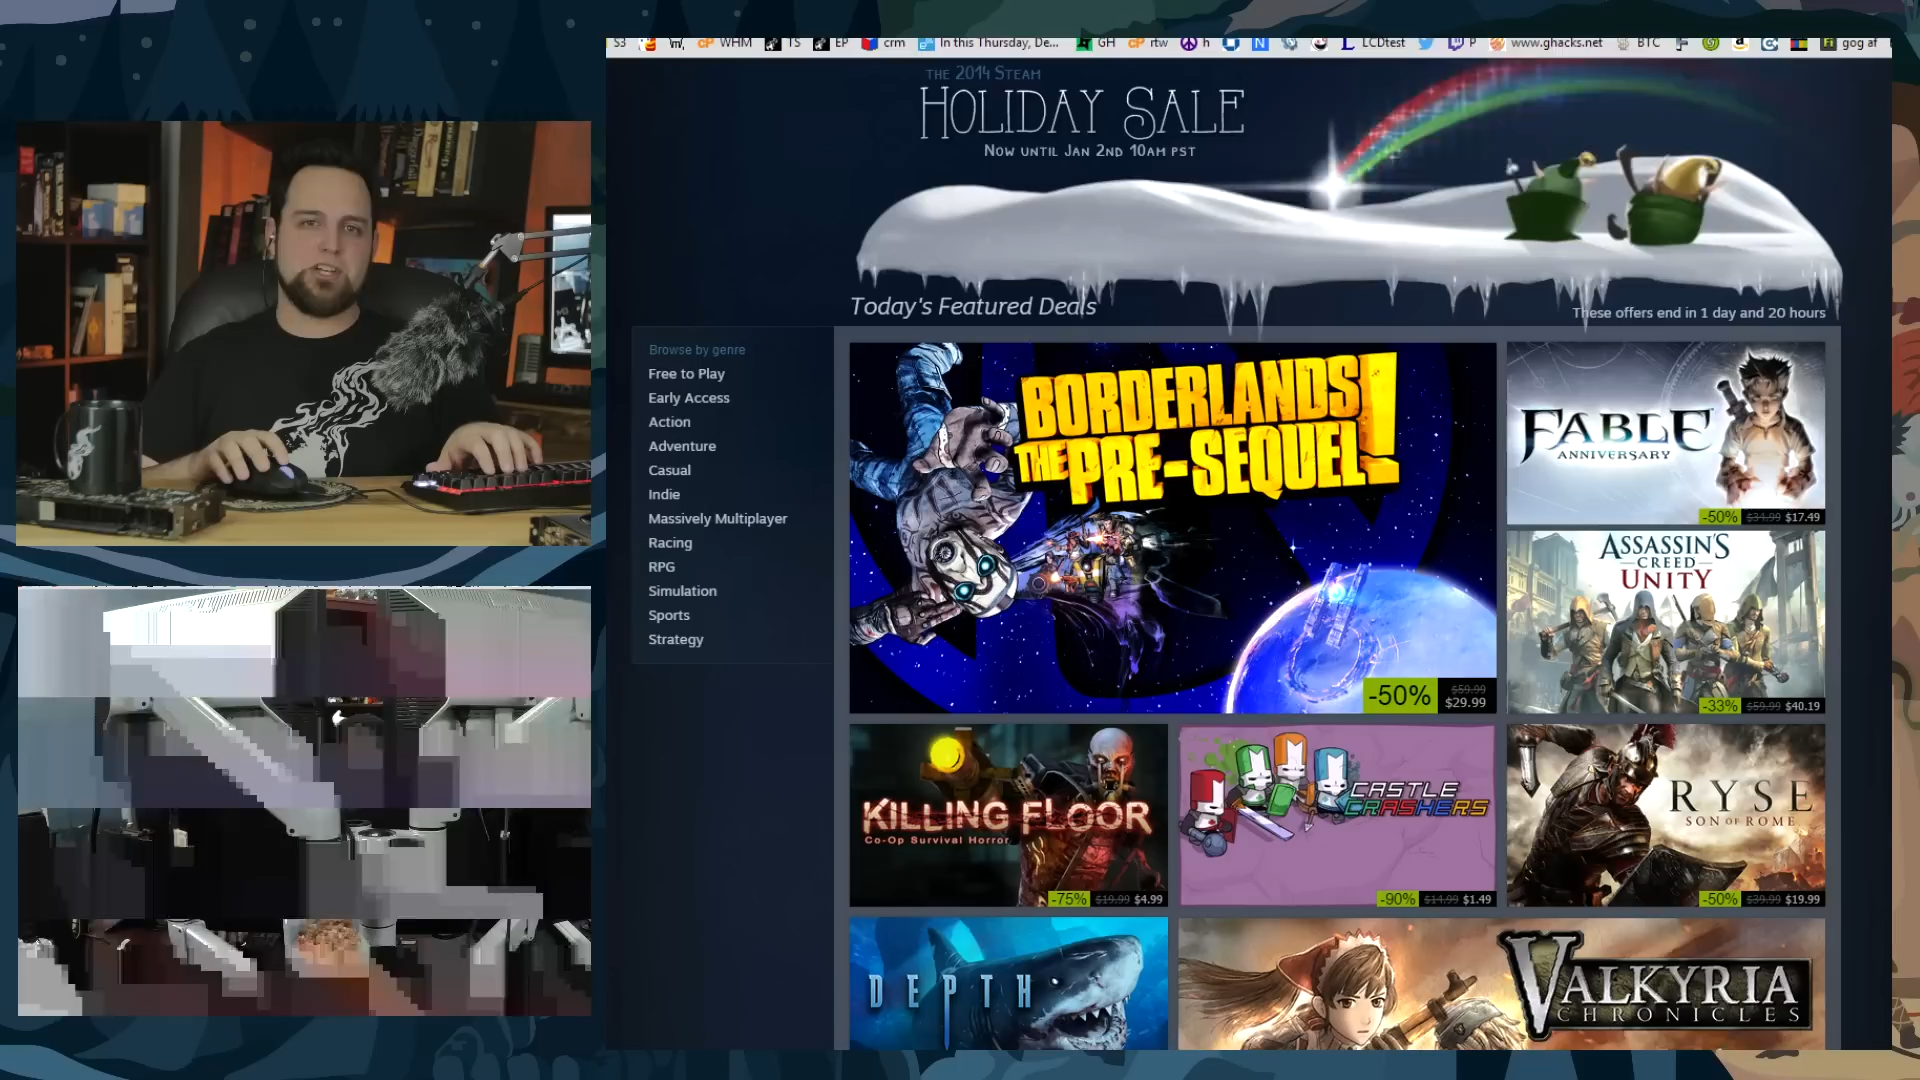 S3 WHM TS EP crm In this Thursday, De... GH rtw h LCDtest P www.ghacks.net BTC gog af
THE 2014 STEAM
HOLIDAY SALE
NOW UNTIL JAN 2ND 10AM PST
Today's Featured Deals
These offers end in 1 day and 20 hours
Browse by genre
Free to Play
Early Access
Action
Adventure
Casual
Indie
Massively Multiplayer
Racing
RPG
Simulation
Sports
Strategy
BORDERLANDS
THE PRE-SEQUEL!
-50% $59.99 $29.99
FABLE
ANNIVERSARY
-50% $34.99 $17.49
ASSASSIN'S
CREED
UNITY
-33% $59.99 $40.19
KILLING FLOOR
Co-Op Survival Horror
-75% $19.99 $4.99
CASTLE
CRASHERS
-90% $14.99 $1.49
RYSE
SON OF ROME
-50% $39.99 $19.99
DEPTH
VALKYRIA
CHRONICLES